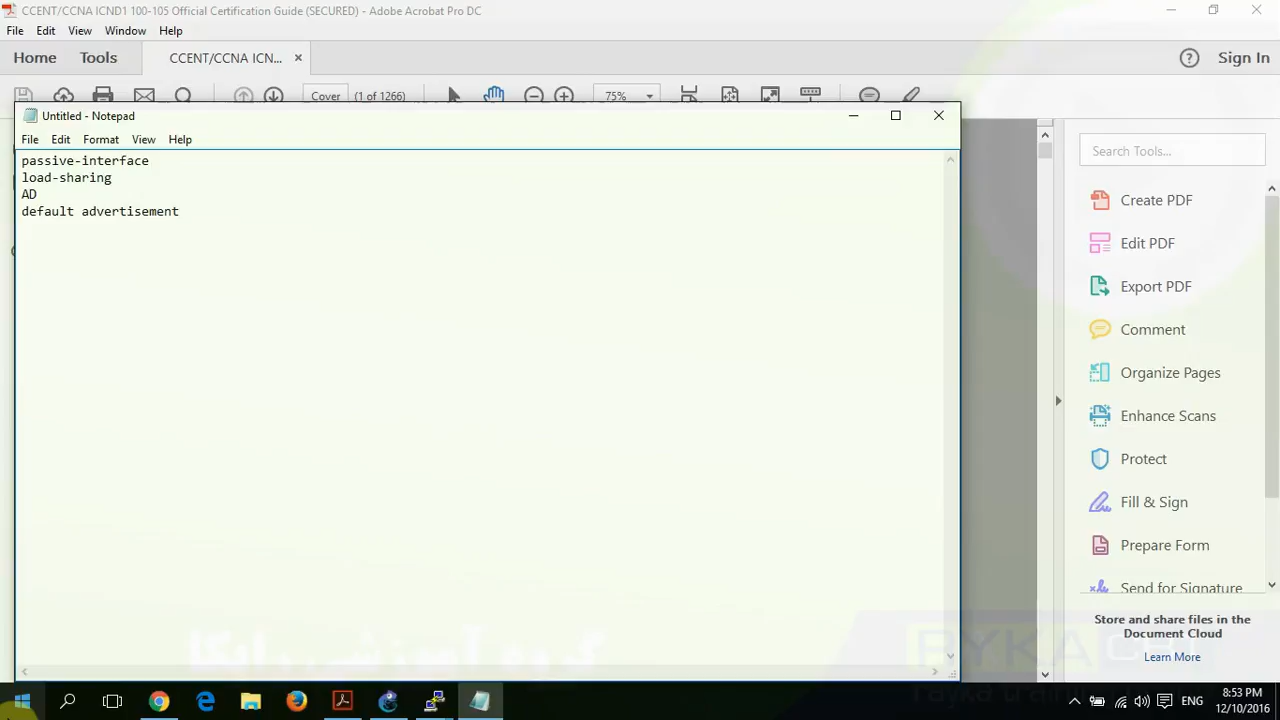 CCENT/CCNA ICND1 100-105 Official Certification Guide (SECURED) - Adobe Acrobat Pro DC
File Edit View Window Help
Home Tools CCENT/CCNA ICN... × Sign In
Cover (1 of 1266) 75%
Untitled - Notepad
File Edit Format View Help
passive-interface
load-sharing
AD
default advertisement
Search Tools...
Create PDF
Edit PDF
Export PDF
Comment
Organize Pages
Enhance Scans
Protect
Fill & Sign
Prepare Form
Send for Signature
Store and share files in the
Document Cloud
Learn More
ENG
8:53 PM
12/10/2016